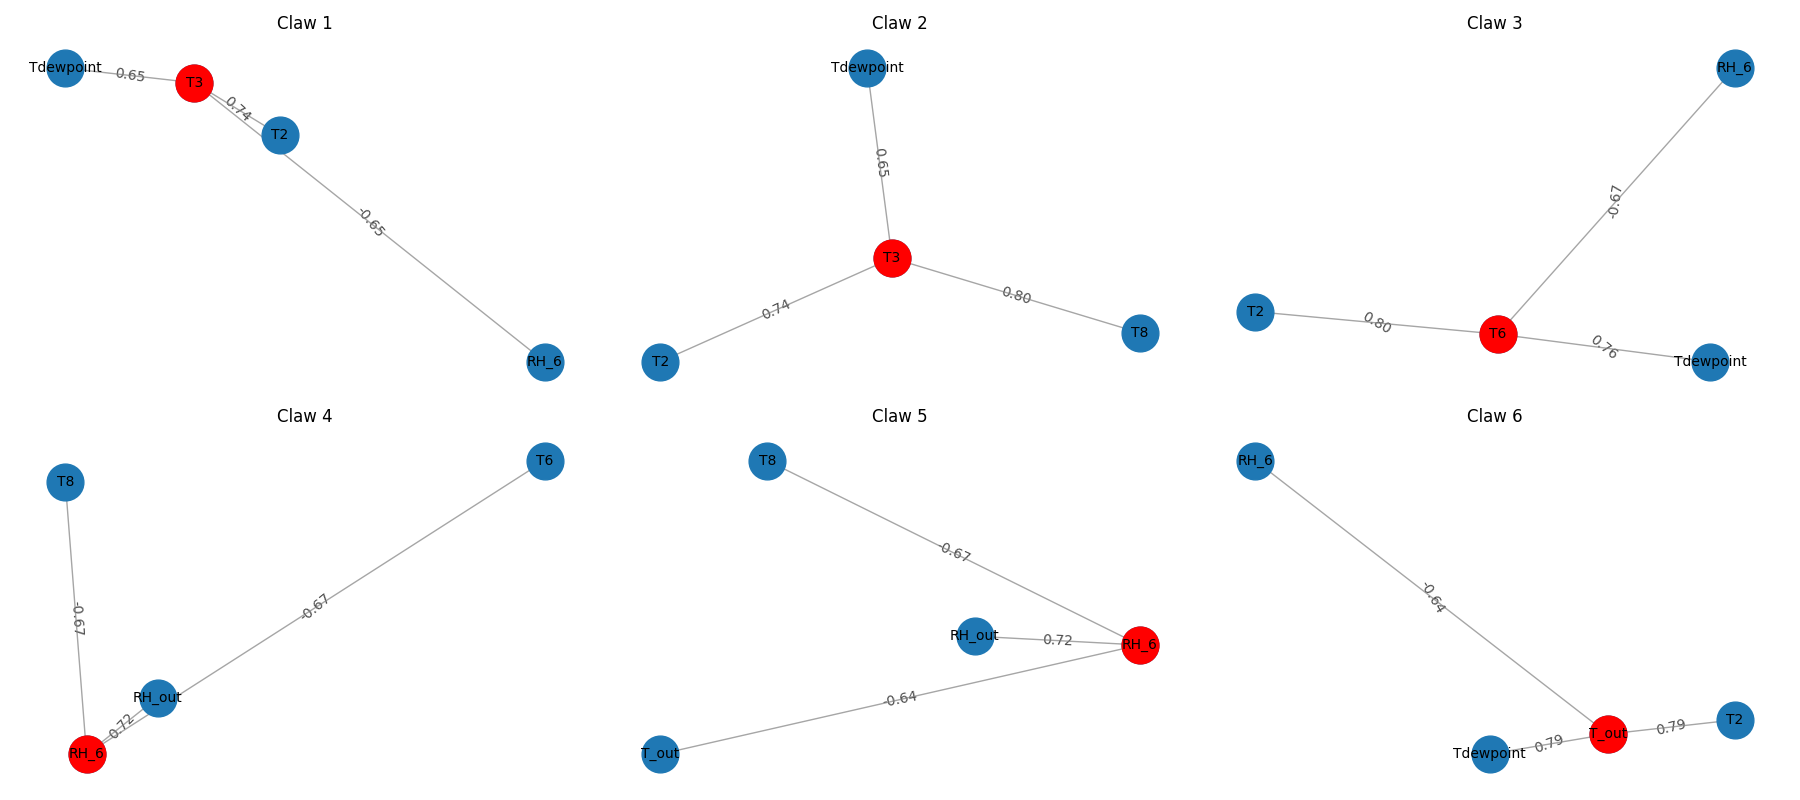 Claw 1
Tdewpoint
0.65
T3
0.74
T2
-0.65
RH_6
Claw 2
Tdewpoint
0.65
T3
0.74
0.80
T2
T8
Claw 3
RH_6
-0.67
T2
0.80
T6
0.76
Tdewpoint
Claw 4
T8
T6
-0.67
-0.67
RH_out
0.72
RH_6
Claw 5
T8
-0.67
RH_out
0.72
RH_6
-0.64
T_out
Claw 6
RH_6
-0.64
T2
0.79
T_out
0.79
Tdewpoint